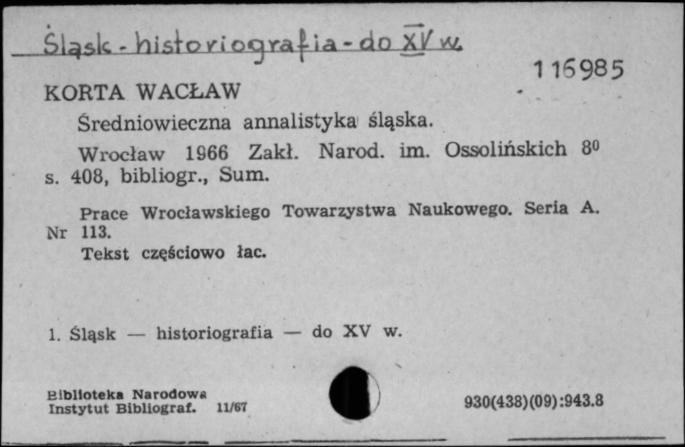 Śląsk - historiografia - do XV w.
116985
KORTA WACŁAW
Średniowieczna annalistyka śląska.
Wrocław 1966 Zakł. Narod. im. Ossolińskich 8⁰
s. 408, bibliogr., Sum.
Prace Wrocławskiego Towarzystwa Naukowego. Seria A.
Nr 113.
Tekst częściowo łac.
1. Śląsk — historiografia — do XV w.
Biblioteka Narodowa
Instytut Bibliograf. 11/67
930(438)(09):943.8